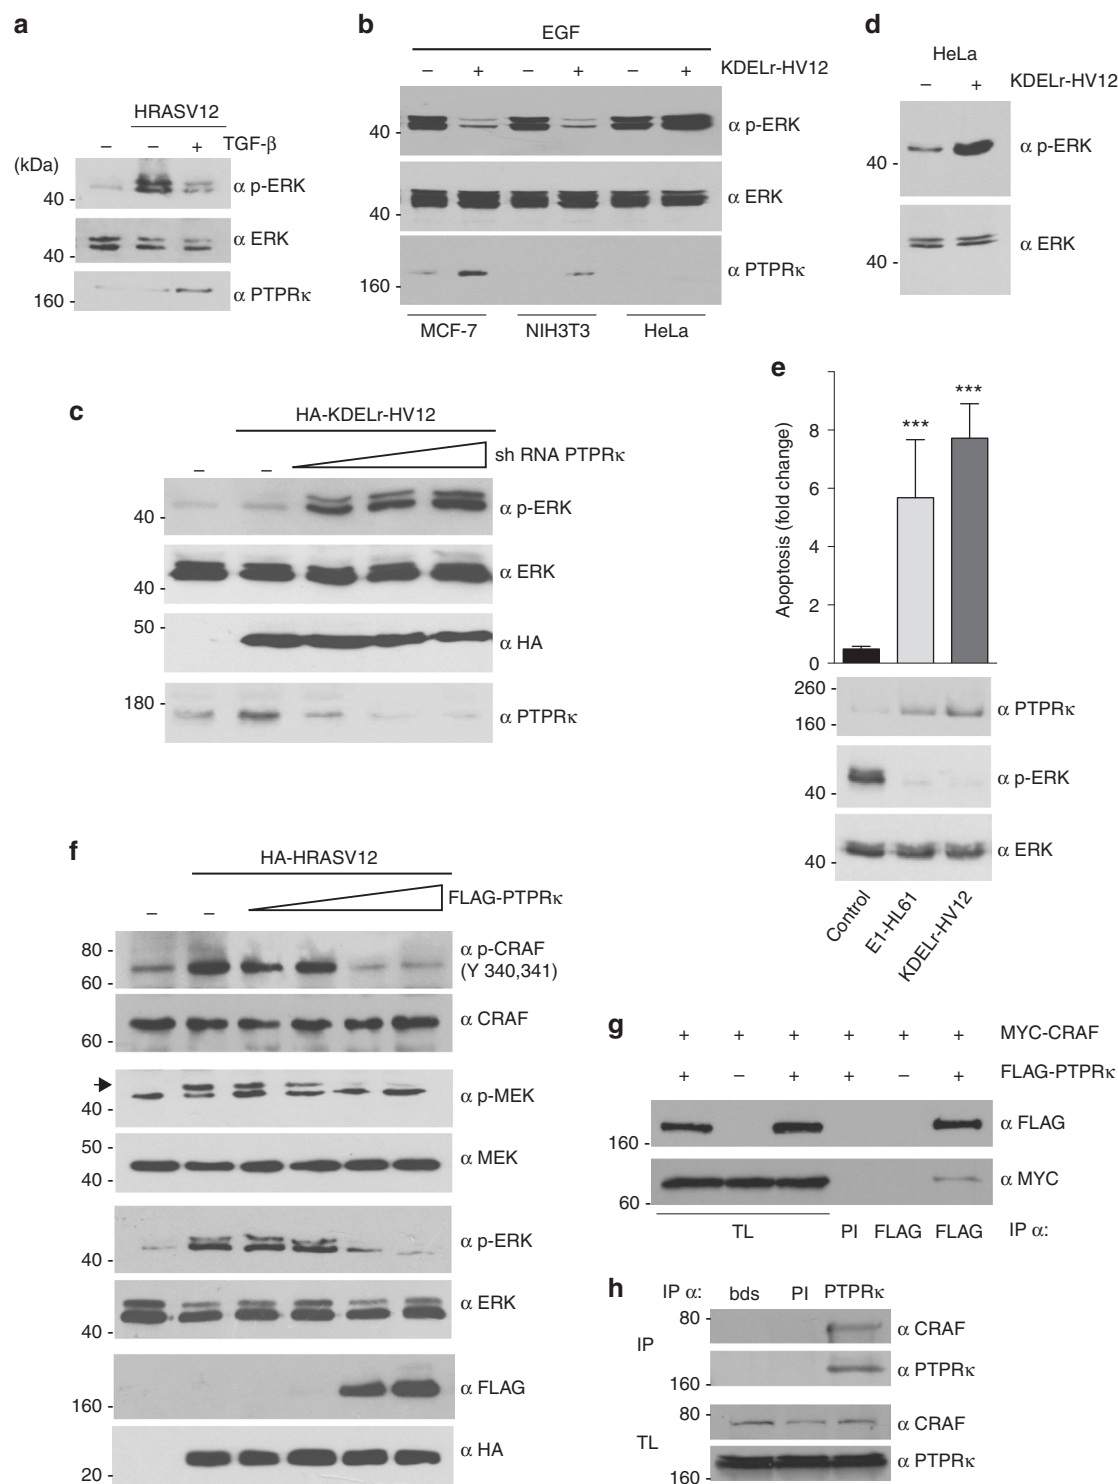 a
HRASV12
– – + TGF-β
(kDa)
40 - α p-ERK
40 - α ERK
160 - α PTPRκ
b
EGF
– + – + – + KDELr-HV12
40 - α p-ERK
40 - α ERK
160 - α PTPRκ
MCF-7 NIH3T3 HeLa
d
HeLa
– + KDELr-HV12
40 - α p-ERK
40 - α ERK
c
HA-KDELr-HV12
– – sh RNA PTPRκ
40 - α p-ERK
40 - α ERK
50 - α HA
180 - α PTPRκ
e
Apoptosis (fold change)
8
6
4
2
0
*** ***
260 -
160 - α PTPRκ
40 - α p-ERK
40 - α ERK
Control E1-HL61 KDELr-HV12
f
HA-HRASV12
– – FLAG-PTPRκ
80 - α p-CRAF
60 - (Y 340,341)
60 - α CRAF
40 - α p-MEK
50 - α MEK
40 -
40 - α p-ERK
40 - α ERK
160 - α FLAG
20 - α HA
g
+ + + + + + MYC-CRAF
+ – + + – + FLAG-PTPRκ
160 - α FLAG
60 - α MYC
TL PI FLAG FLAG IP α:
h
IP α: bds PI PTPRκ
IP
80 - α CRAF
160 - α PTPRκ
TL
80 - α CRAF
160 - α PTPRκ